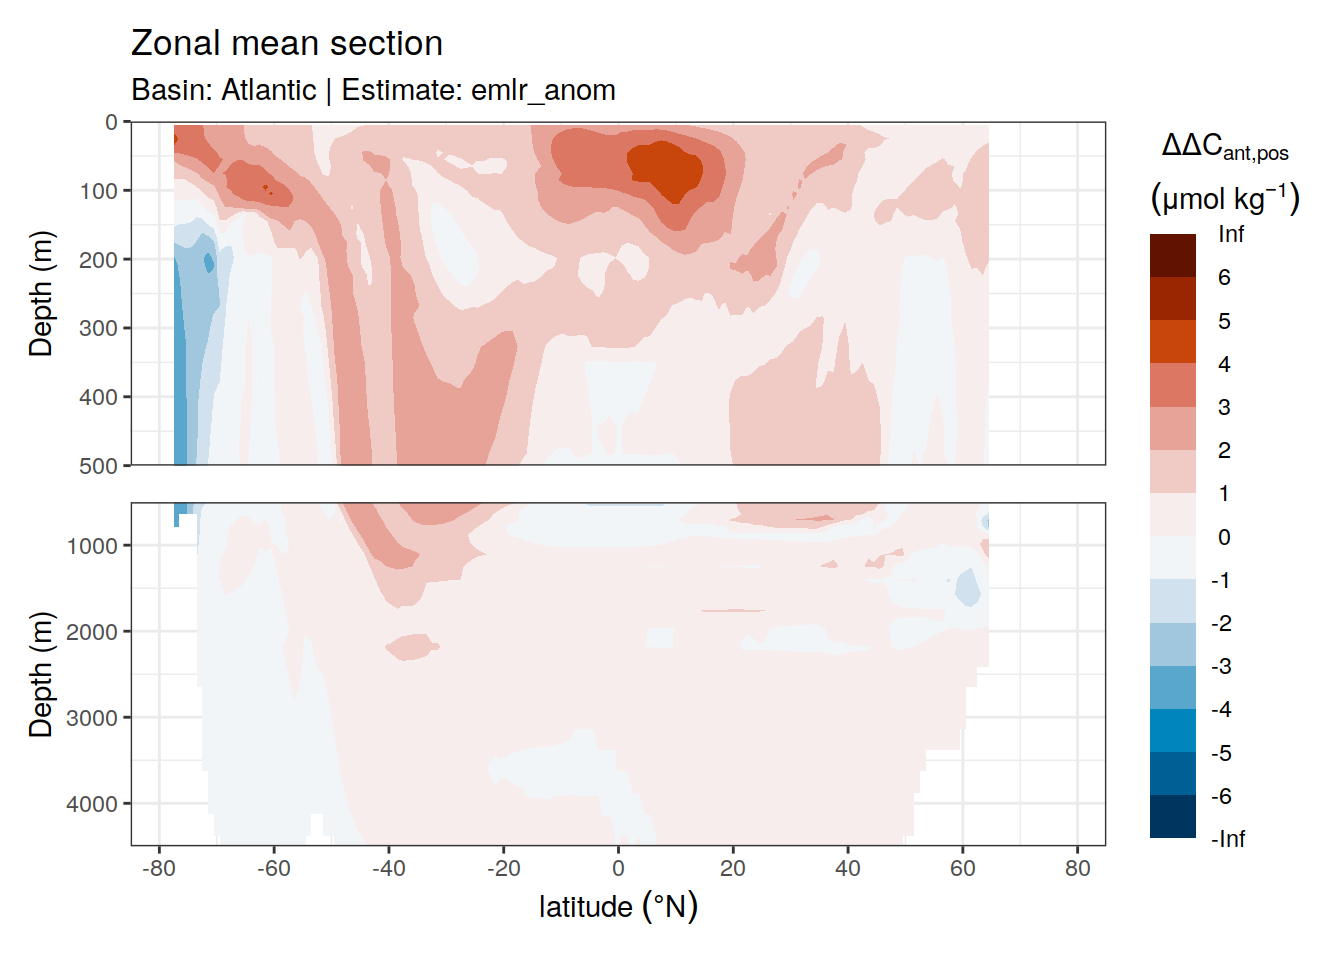 Zonal mean section
Basin: Atlantic | Estimate: emlr_anom
0
100
200
300
400
500
Depth (m)
1000
2000
3000
4000
Depth (m)
-80 -60 -40 -20 0 20 40 60 80
latitude (°N)
ΔΔC_ant,pos
(μmol kg⁻¹)
Inf
6
5
4
3
2
1
0
-1
-2
-3
-4
-5
-6
-Inf